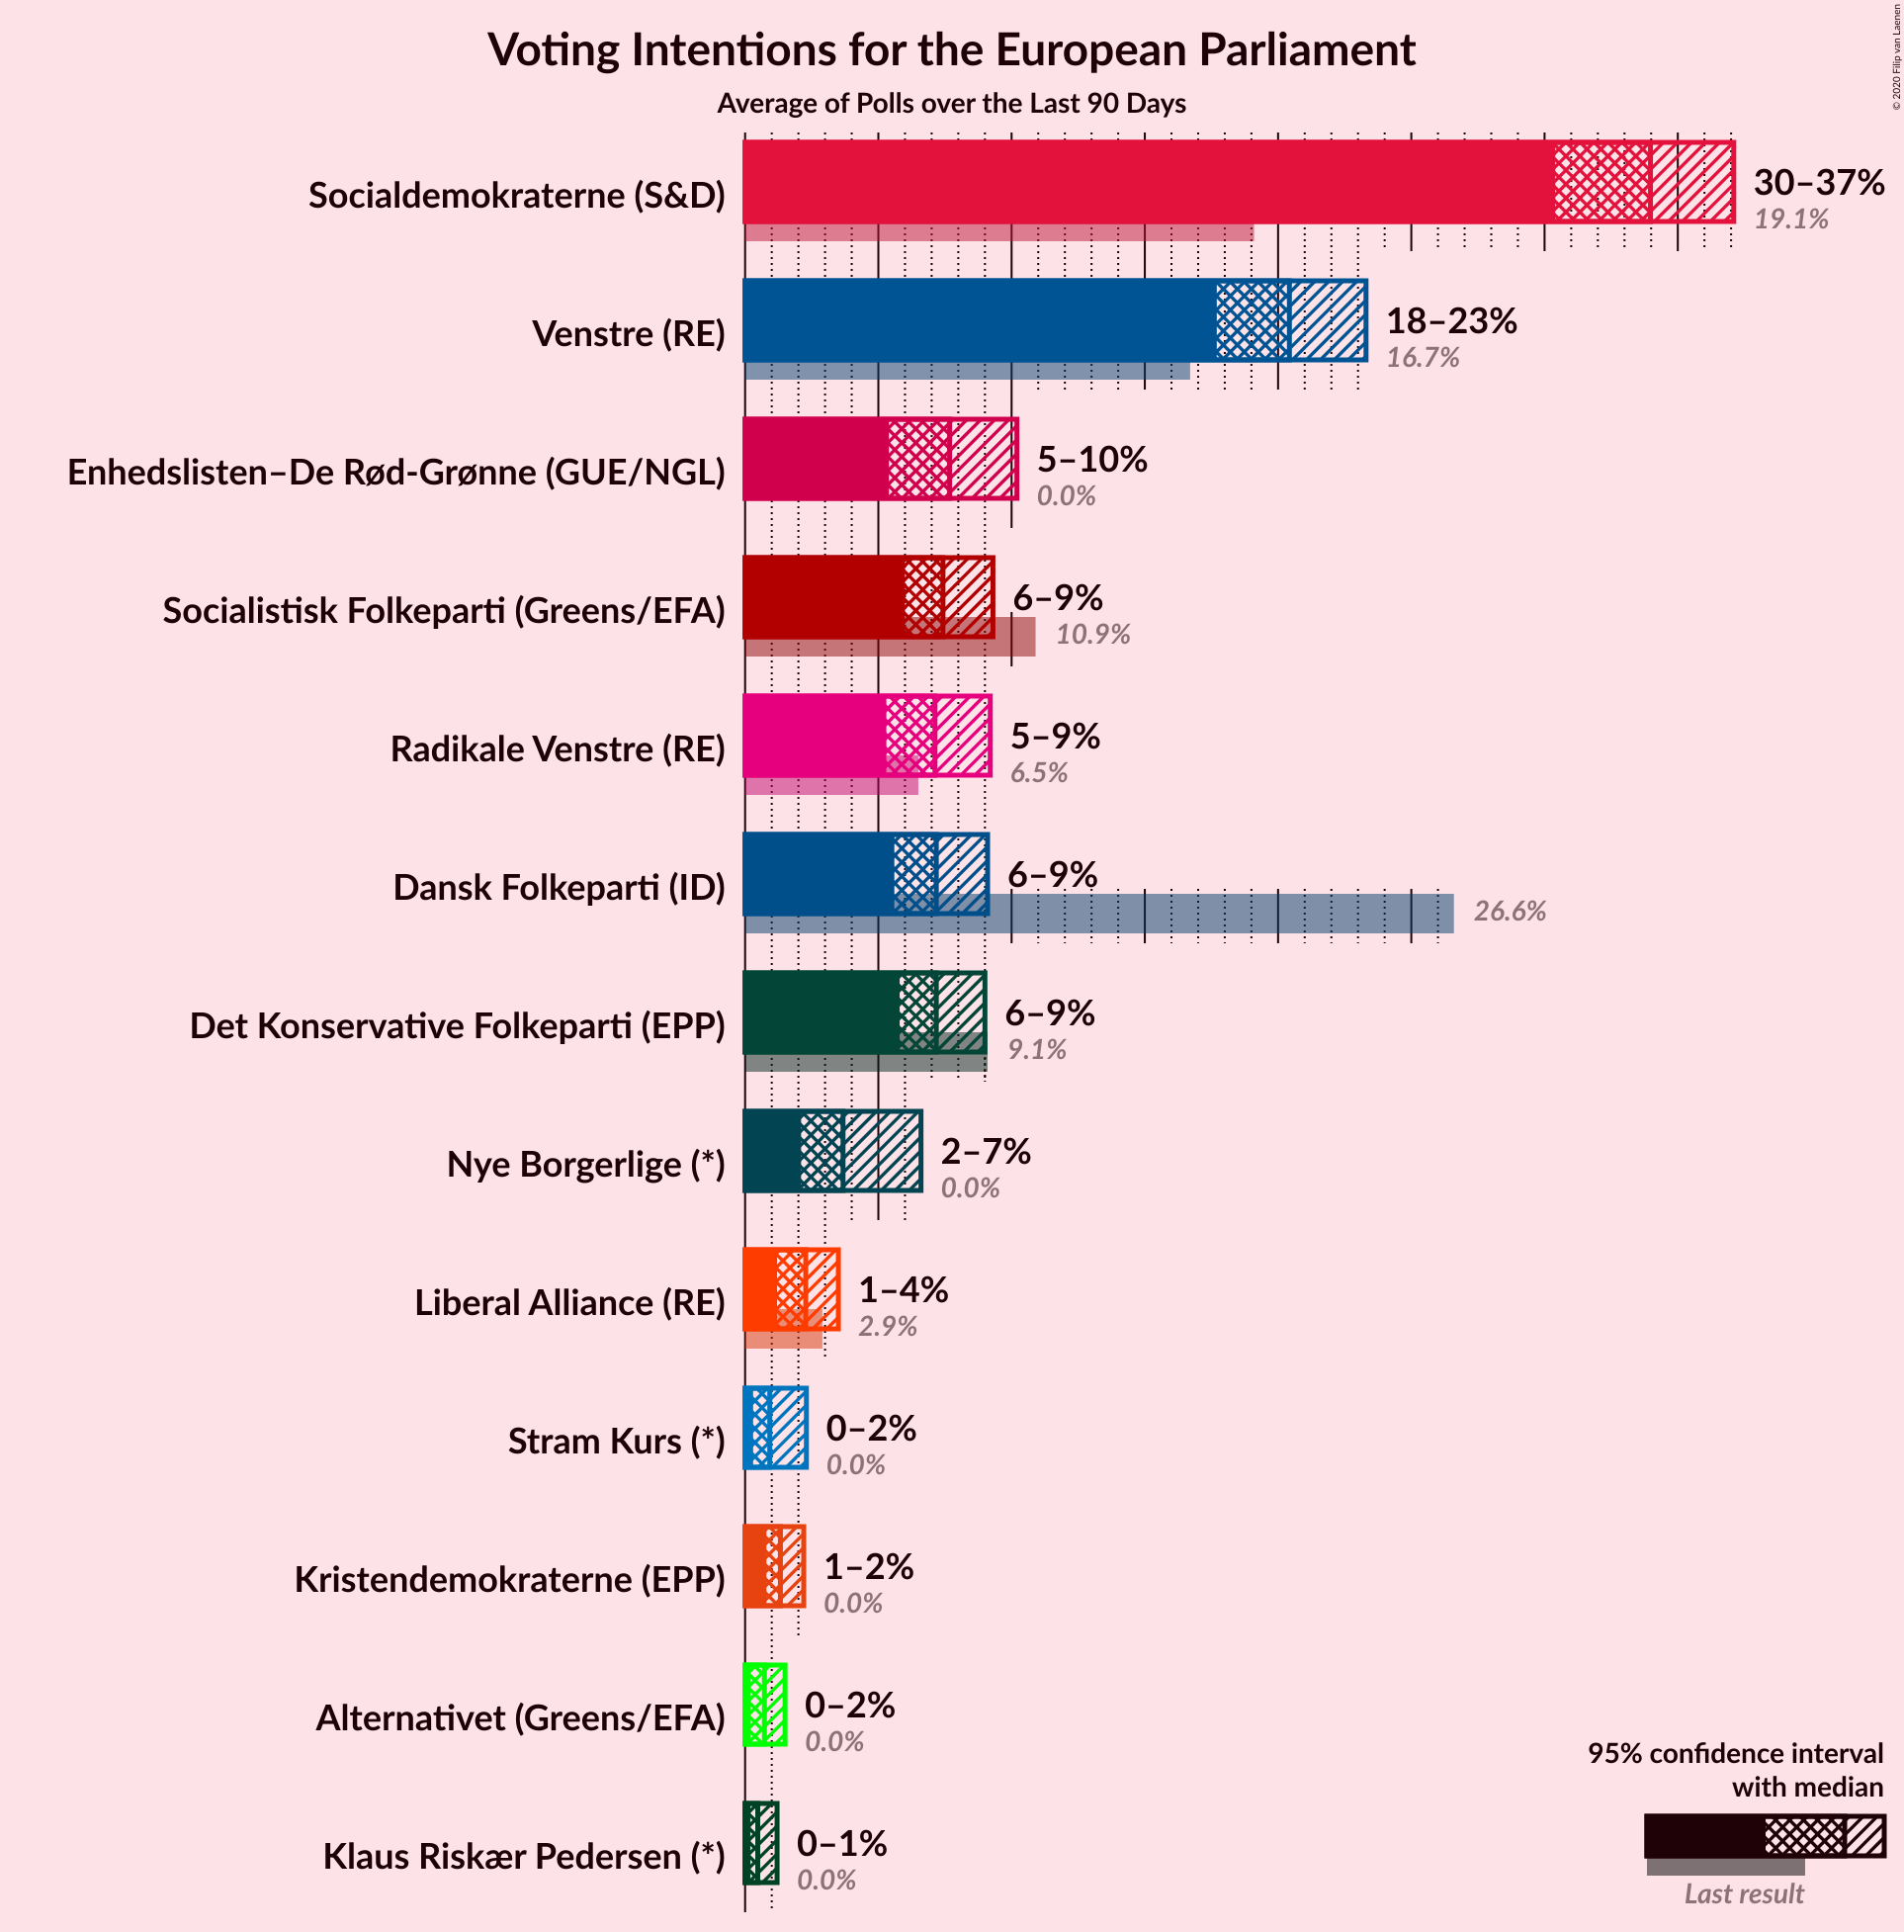 Voting Intentions for the European Parliament
Average of Polls over the Last 90 Days
© 2020 Filip van Laenen
Socialdemokraterne (S&D)
30–37%
19.1%
Venstre (RE)
18–23%
16.7%
Enhedslisten–De Rød-Grønne (GUE/NGL)
5–10%
0.0%
Socialistisk Folkeparti (Greens/EFA)
6–9%
10.9%
Radikale Venstre (RE)
5–9%
6.5%
Dansk Folkeparti (ID)
6–9%
26.6%
Det Konservative Folkeparti (EPP)
6–9%
9.1%
Nye Borgerlige (*)
2–7%
0.0%
Liberal Alliance (RE)
1–4%
2.9%
Stram Kurs (*)
0–2%
0.0%
Kristendemokraterne (EPP)
1–2%
0.0%
Alternativet (Greens/EFA)
0–2%
0.0%
Klaus Riskær Pedersen (*)
0–1%
0.0%
95% confidence interval
with median
Last result